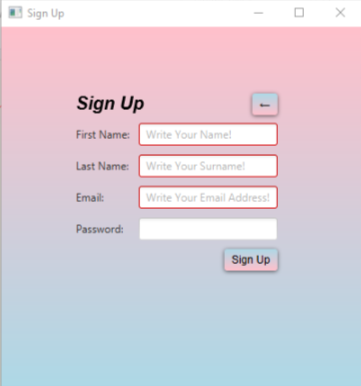 Sign Up
Sign Up ←
First Name: Write Your Name!
Last Name: Write Your Surname!
Email: Write Your Email Address!
Password:
Sign Up